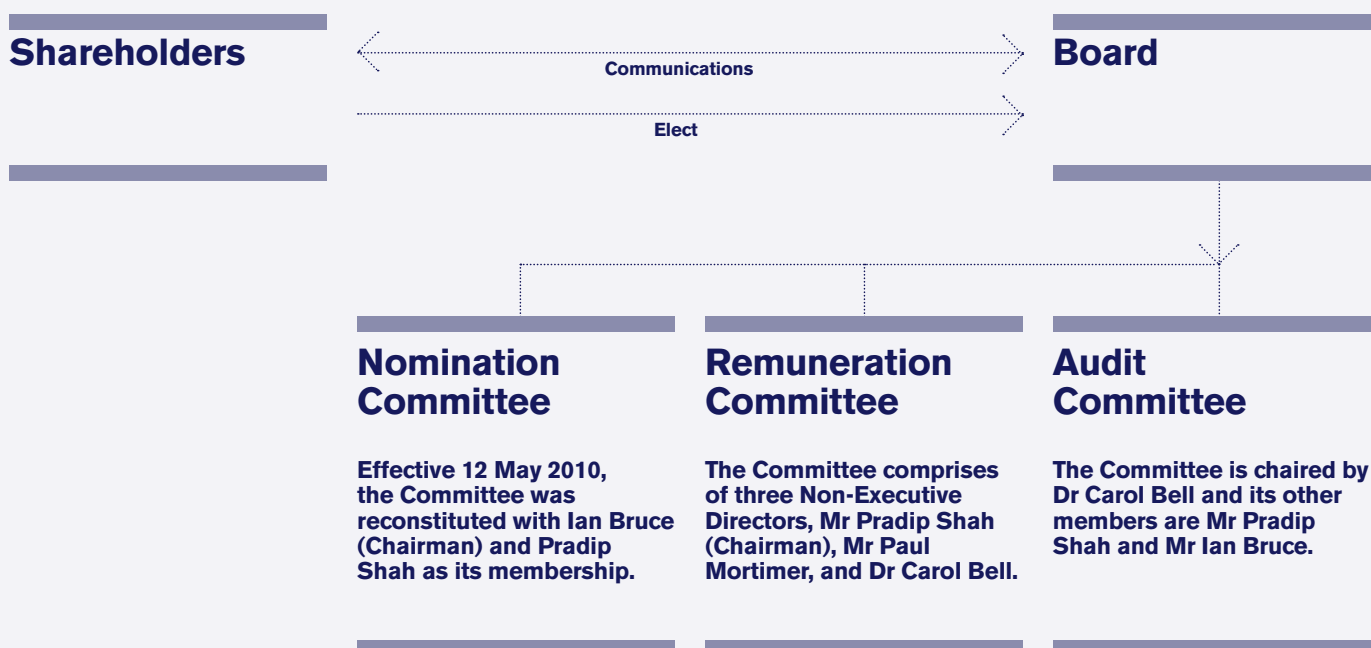 Shareholders
Communications
Board
Elect
Nomination
Committee
Effective 12 May 2010,
the Committee was
reconstituted with Ian Bruce
(Chairman) and Pradip
Shah as its membership.
Remuneration
Committee
The Committee comprises
of three Non-Executive
Directors, Mr Pradip Shah
(Chairman), Mr Paul
Mortimer, and Dr Carol Bell.
Audit
Committee
The Committee is chaired by
Dr Carol Bell and its other
members are Mr Pradip
Shah and Mr Ian Bruce.